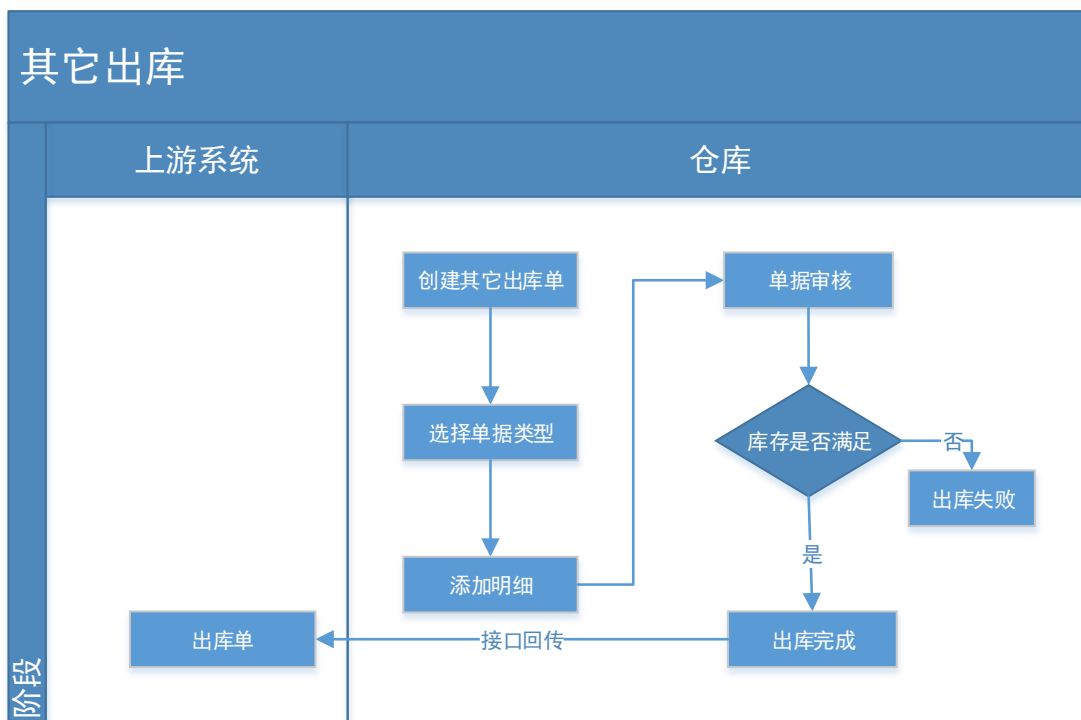 其它出库
上游系统
仓库
创建其它出库单
单据审核
选择单据类型
库存是否满足
否
出库失败
是
添加明细
出库单
接口回传
出库完成
阶段